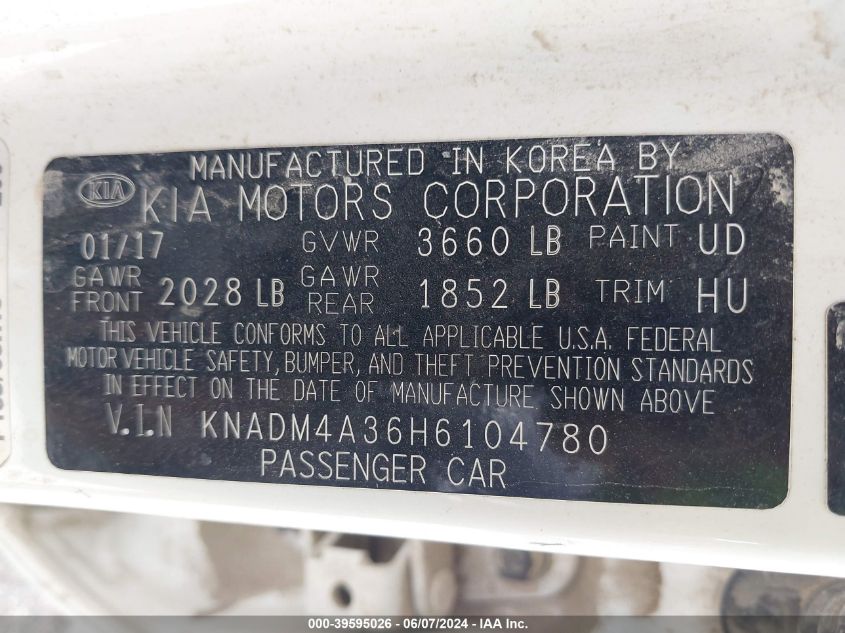 MANUFACTURED IN KOREA BY
KIA KIA MOTORS CORPORATION
01/17 GVWR 3660 LB PAINT UD
GAWR FRONT 2028 LB GAWR REAR 1852 LB TRIM HU
THIS VEHICLE CONFORMS TO ALL APPLICABLE U.S.A. FEDERAL
MOTOR VEHICLE SAFETY, BUMPER, AND THEFT PREVENTION STANDARDS
IN EFFECT ON THE DATE OF MANUFACTURE SHOWN ABOVE
V.I.N KNADM4A36H6104780
PASSENGER CAR
000-39595026 - 06/07/2024 - IAA Inc.